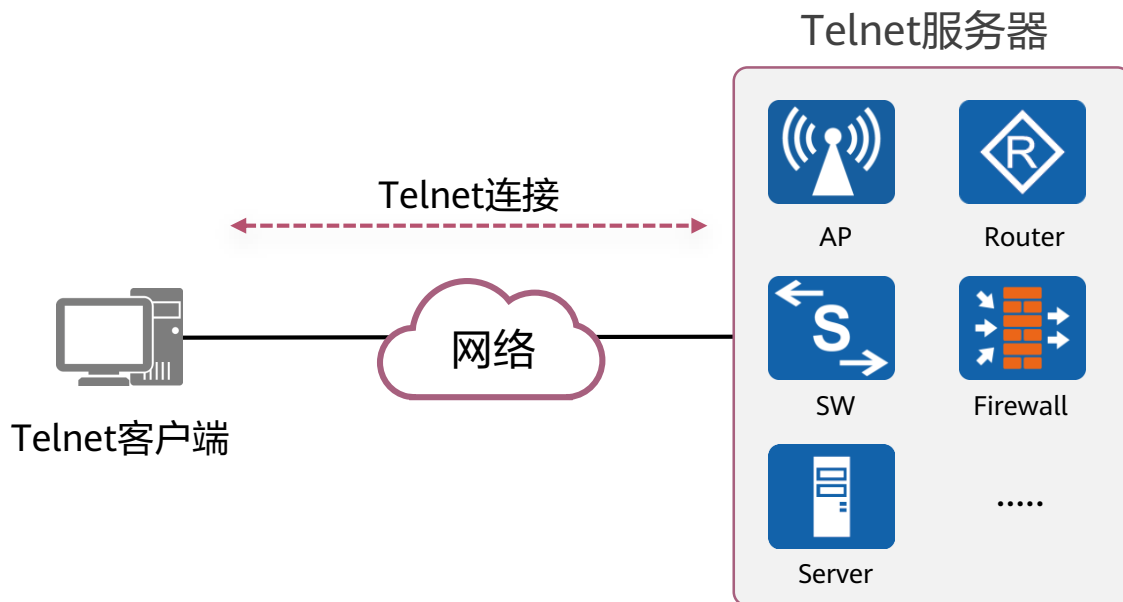 Telnet服务器
Telnet连接
AP
Router
R
网络
S
SW
Firewall
Telnet客户端
Server
.....